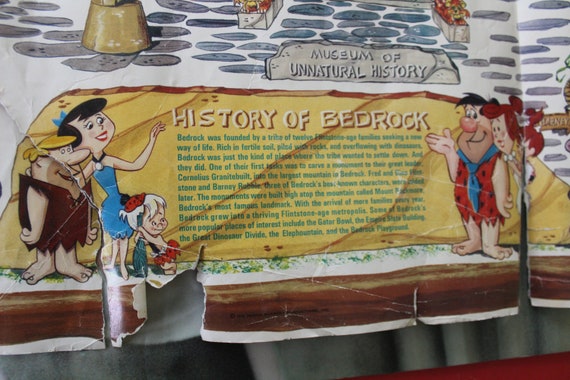 MUSEUM OF
UNNATURAL HISTORY
HISTORY OF BEDROCK
Bedrock was founded by a tribe of twelve Flintstone-age families seeking a new
way of life. Rich in fertile soil, piled with rocks, and overflowing with dinosaurs,
Bedrock was just the kind of place where the tribe wanted to settle down. And
they did. One of their first tasks was to carve a monument to their great leader,
Cornelius Granitebuilt, into the largest mountain in Bedrock. Fred and Flint
stone and Barney Rubble, three of Bedrock's best known characters, were added
later. The monuments were built high atop the mountain called Mount
Bedrock's most famous landmark. With the arrival of more families every year,
Bedrock grew into a thriving Flintstone-age metropolis. Some of Bedrock's
more popular places of interest include the Gator Bowl, the Empire State Building
the Great Dinosaur Divide, the Elephountain, and the Bedrock Playground.